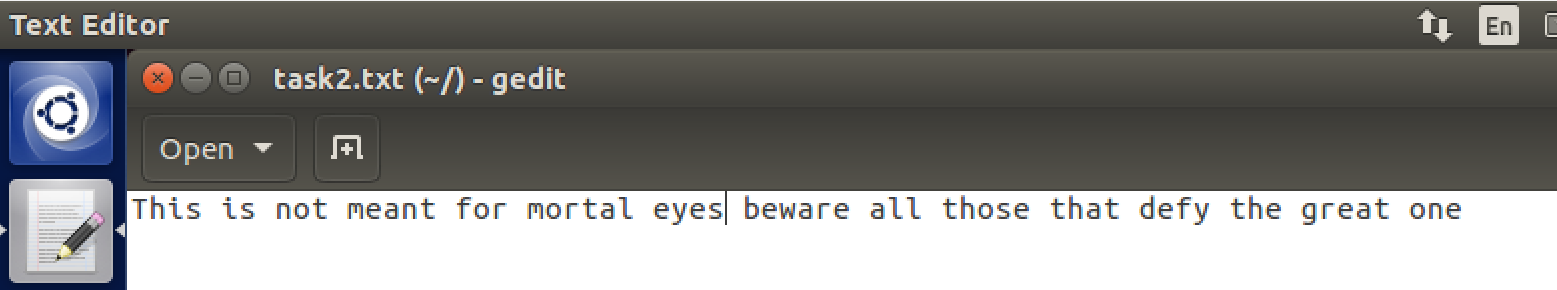 Text Editor En
task2.txt (~/) - gedit
Open
This is not meant for mortal eyes beware all those that defy the great one